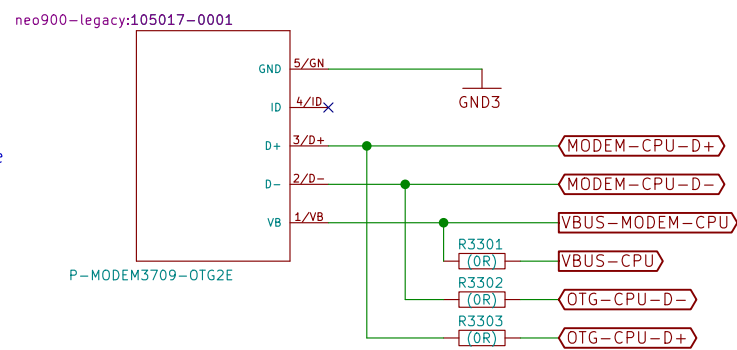 neo900-legacy:105017-0001
GND 5/GN
GND3
ID 4/ID
D+ 3/D+ MODEM-CPU-D+
e
D- 2/D- MODEM-CPU-D-
VB 1/VB VBUS-MODEM-CPU
R3301
(0R) VBUS-CPU
P-MODEM3709-OTG2E
R3302
(0R) OTG-CPU-D-
R3303
(0R) OTG-CPU-D+